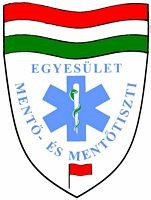 EGYESÜLET
MENTŐ- ÉS MENTŐTISZTI